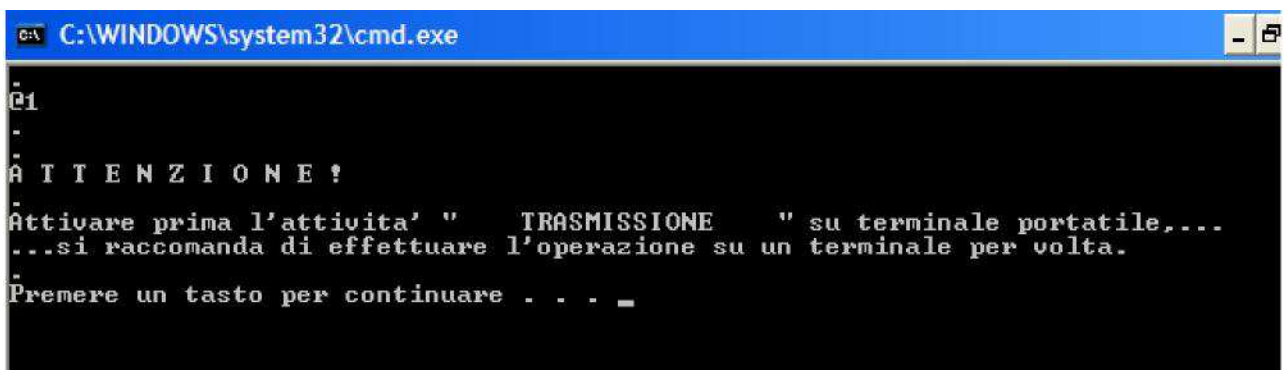 C:\WINDOWS\system32\cmd.exe
.
@1
.
.
A T T E N Z I O N E !
.
Attivare prima l'attivita' "    TRASMISSIONE    " su terminale portatile,....
...si raccomanda di effettuare l'operazione su un terminale per volta.
.
Premere un tasto per continuare . . . _